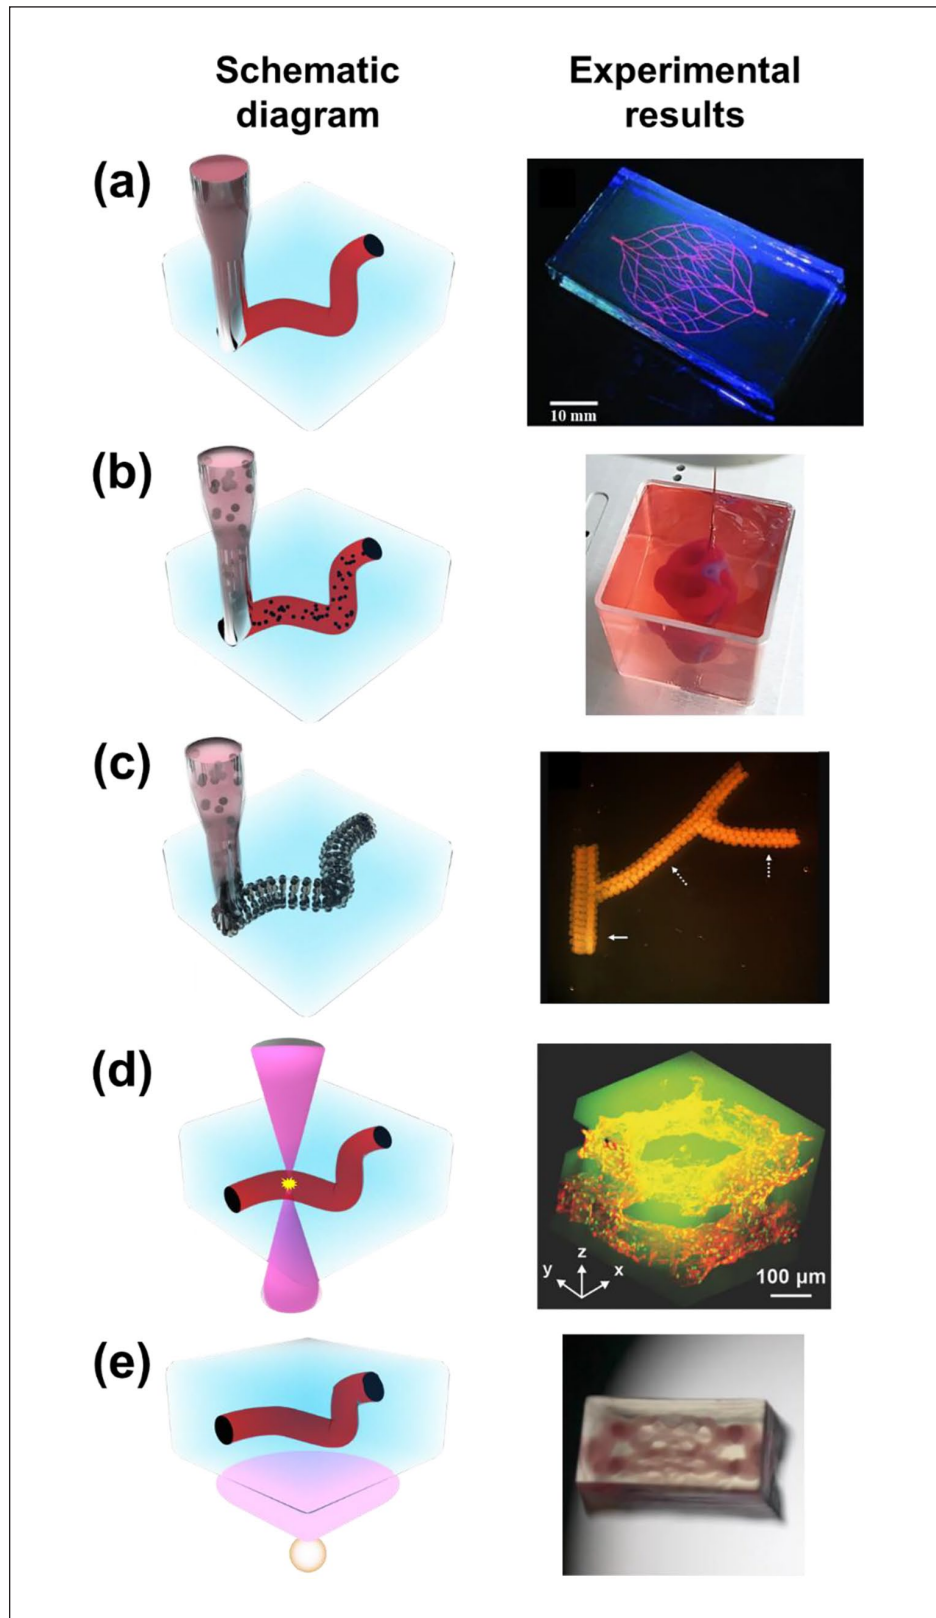 Schematic
diagram
Experimental
results
(a)
10 mm
(b)
(c)
(d)
z
y
x
100 µm
(e)